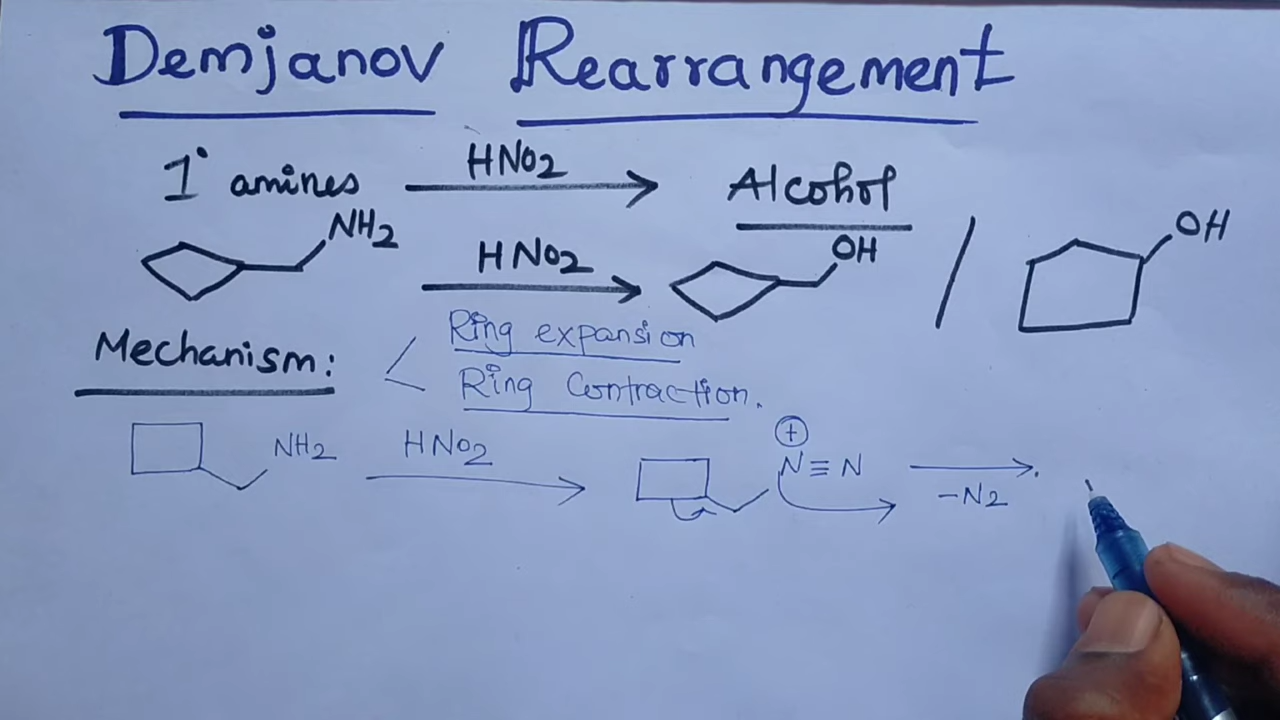 Demjanov Rearrangement
1° amines HNO2 Alcohol
NH2 HNO2 OH / OH
Mechanism: Ring expansion
Ring Contraction.
NH2 HNO2 ⊕ N≡N -N2